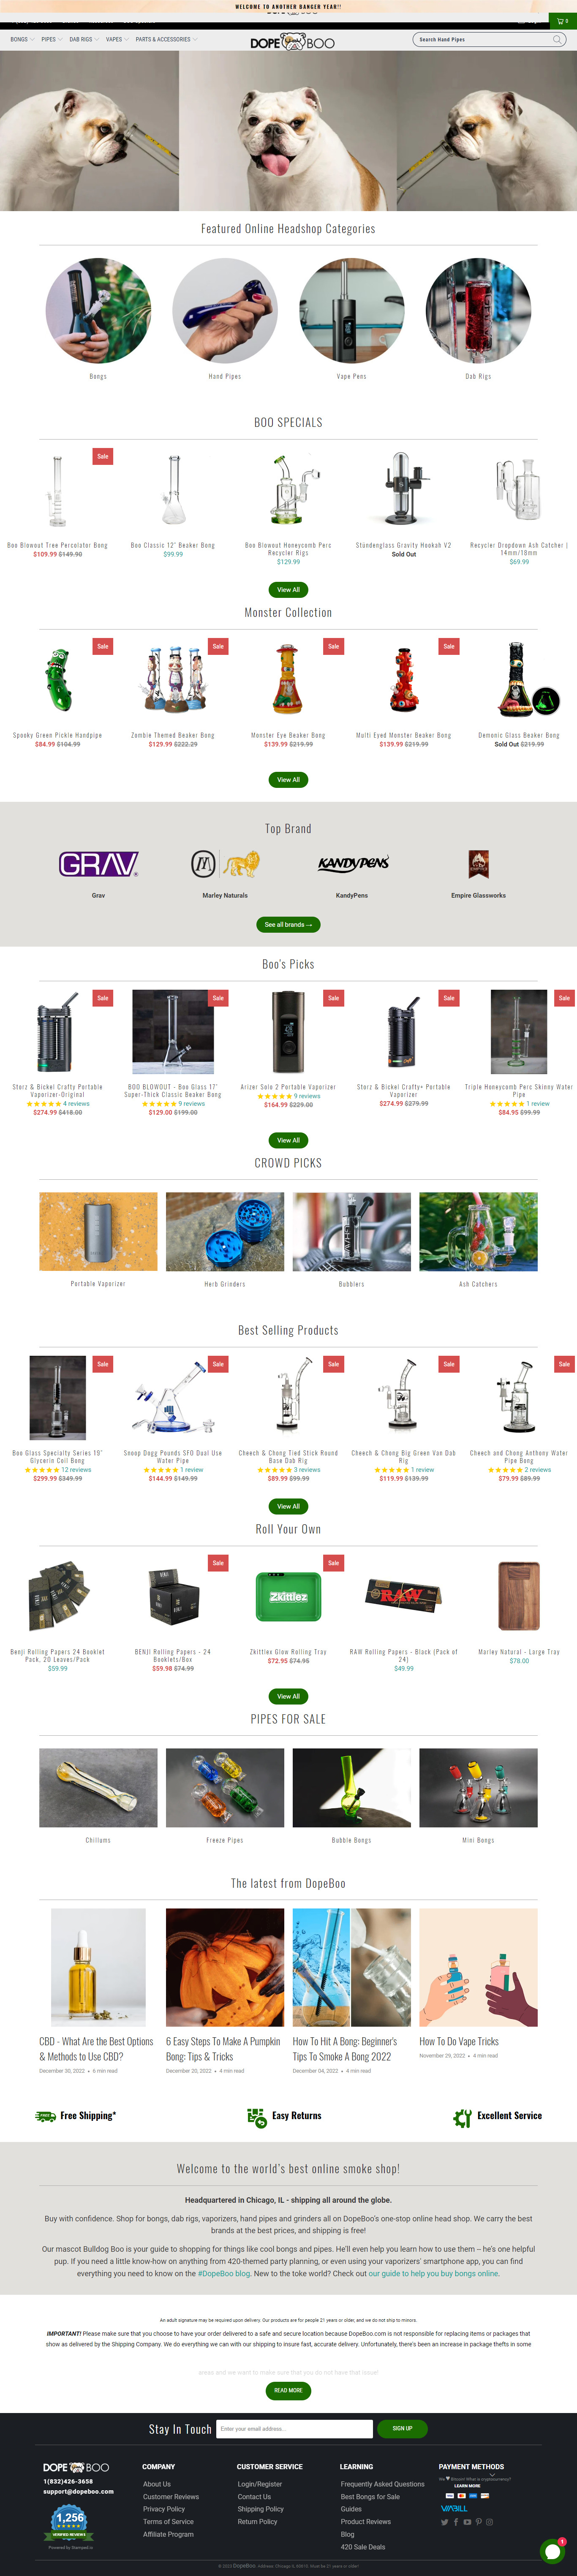 WELCOME TO ANOTHER DANGER YEAR!!
0
BONGS
PIPES
DAB RIGS
VAPES
PARTS & ACCESSORIES
DOPE BOO
Search Hand Pipes
Featured Online Headshop Categories
Bongs
Hand Pipes
Vape Pens
Dab Rigs
BOO SPECIALS
Sale
Boo Blowout Tree Percolator Bong
$109.99 $149.90
Boo Classic 12" Beaker Bong
$99.99
Boo Blowout Honeycomb Perc
Recycler Rigs
$129.99
Stündenglass Gravity Hookah V2
Sold Out
Recycler Dropdown Ash Catcher |
14mm/18mm
$69.99
View All
Monster Collection
Sale
Sale
Sale
Sale
Sale
Spooky Green Pickle Handpipe
$84.99 $104.99
Zombie Themed Beaker Bong
$129.99 $222.29
Monster Eye Beaker Bong
$139.99 $219.99
Multi Eyed Monster Beaker Bong
$139.99 $219.99
Demonic Glass Beaker Bong
Sold Out $219.99
View All
Top Brand
GRAV
KANDYPENS
Grav
Marley Naturals
KandyPens
Empire Glassworks
See all brands →
Boo's Picks
Sale
Sale
Sale
Sale
Sale
Storz & Bickel Crafty Portable
Vaporizer-Original
4 reviews
$274.99 $418.00
BOO BLOWOUT - Boo Glass 17"
Super-Thick Classic Beaker Bong
9 reviews
$129.00 $199.00
Arizer Solo 2 Portable Vaporizer
9 reviews
$164.99 $229.00
Storz & Bickel Crafty+ Portable
Vaporizer
$274.99 $279.99
Triple Honeycomb Perc Skinny Water
Pipe
1 review
$84.95 $99.99
View All
CROWD PICKS
Portable Vaporizer
Herb Grinders
Bubblers
Ash Catchers
Best Selling Products
Sale
Sale
Sale
Sale
Sale
Boo Glass Specialty Series 19"
Glycerin Coil Bong
12 reviews
$299.99 $349.99
Snoop Dogg Pounds SFO Dual Use
Water Pipe
1 review
$144.99 $149.99
Cheech & Chong Tied Stick Round
Base Dab Rig
3 reviews
$89.99 $99.99
Cheech & Chong Big Green Van Dab
Rig
1 review
$119.99 $139.99
Cheech and Chong Anthony Water
Pipe Bong
2 reviews
$79.99 $89.99
View All
Roll Your Own
Sale
Sale
Zkittlez
RAW
Benji Rolling Papers 24 Booklet
Pack, 20 Leaves/Pack
$59.99
BENJI Rolling Papers - 24
Booklets/Box
$59.98 $74.99
Zkittlex Glow Rolling Tray
$72.95 $74.95
RAW Rolling Papers - Black (Pack of
24)
$49.99
Marley Natural - Large Tray
$78.00
View All
PIPES FOR SALE
Chillums
Freeze Pipes
Bubble Bongs
Mini Bongs
The latest from DopeBoo
CBD - What Are the Best Options
& Methods to Use CBD?
December 30, 2022 • 6 min read
6 Easy Steps To Make A Pumpkin
Bong: Tips & Tricks
December 20, 2022 • 4 min read
How To Hit A Bong: Beginner's
Tips To Smoke A Bong 2022
December 04, 2022 • 4 min read
How To Do Vape Tricks
November 29, 2022 • 4 min read
Free Shipping*
Easy Returns
Excellent Service
Welcome to the world's best online smoke shop!
Headquartered in Chicago, IL - shipping all around the globe.
Buy with confidence. Shop for bongs, dab rigs, vaporizers, hand pipes and grinders all on DopeBoo's one-stop online head shop. We carry the best
brands at the best prices, and shipping is free!
Our mascot Bulldog Boo is your guide to shopping for things like cool bongs and pipes. He'll even help you learn how to use them -- he's one helpful
pup. If you need a little know-how on anything from 420-themed party planning, or even using your vaporizers' smartphone app, you can find
everything you need to know on the #DopeBoo blog. New to the toke world? Check out our guide to help you buy bongs online.
An adult signature may be required upon delivery. Our products are for people 21 years or older, and we do not ship to minors.
IMPORTANT! Please make sure that you choose to have your order delivered to a safe and secure location because DopeBoo.com is not responsible for replacing items or packages that
show as delivered by the Shipping Company. We do everything we can with our shipping to insure fast, accurate delivery. Unfortunately, there's been an increase in package thefts in some
areas and we want to make sure that you do not have that issue!
READ MORE
Stay In Touch
Enter your email address...
SIGN UP
DOPE BOO
1(832)426-3658
support@dopeboo.com
1,256
VERIFIED REVIEWS
Powered by Stamped.io
COMPANY
About Us
Customer Reviews
Privacy Policy
Terms of Service
Affiliate Program
CUSTOMER SERVICE
Login/Register
Contact Us
Shipping Policy
Return Policy
LEARNING
Frequently Asked Questions
Best Bongs for Sale
Guides
Product Reviews
Blog
420 Sale Deals
PAYMENT METHODS
We ♥ Bitcoin! What is cryptocurrency?
LEARN MORE
VIABILL
1
© 2023 DopeBoo. Address: Chicago IL 60610. Must be 21 years or older!